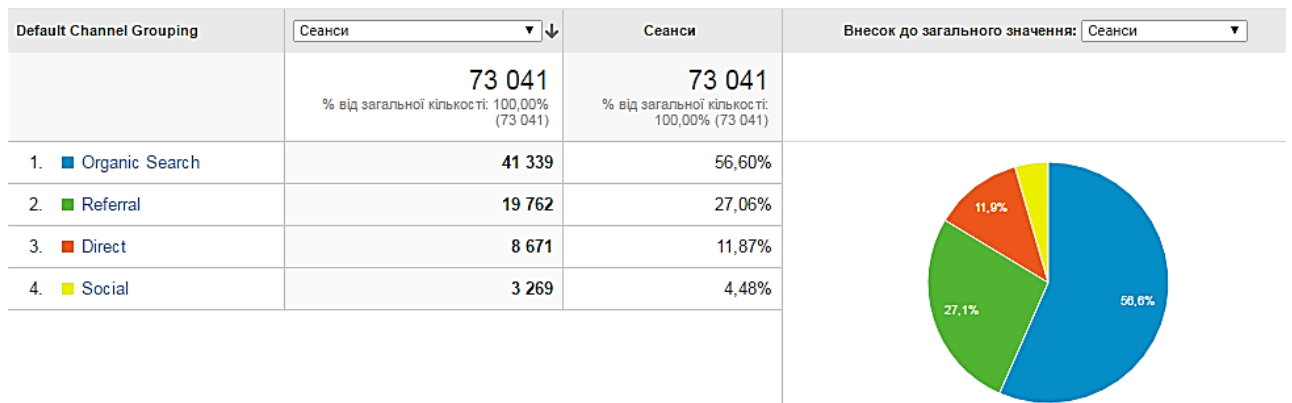 Default Channel Grouping Сеанси ▼ Сеанси Внесок до загального значення: Сеанси ▼
73 041 73 041
% від загальної кількості: 100,00% % від загальної кількості:
(73 041) 100,00% (73 041)
1. Organic Search 41 339 56,60%
2. Referral 19 762 27,06%
3. Direct 8 671 11,87%
4. Social 3 269 4,48%
11,9%
56,6%
27,1%